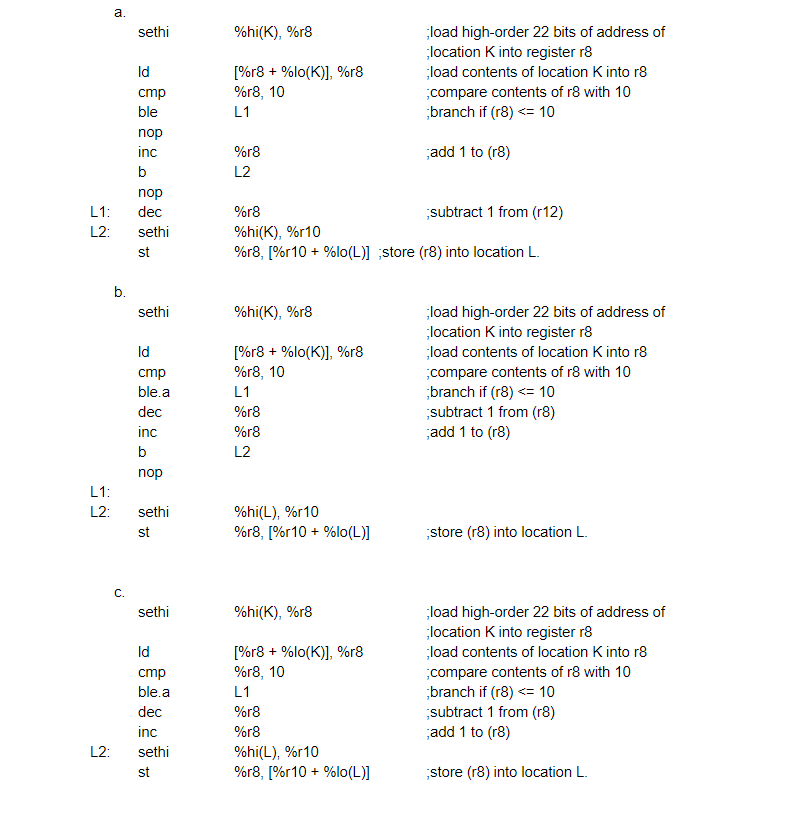 a.
sethi %hi(K), %r8 ;load high-order 22 bits of address of
;location K into register r8
ld [%r8 + %lo(K)], %r8 ;load contents of location K into r8
cmp %r8, 10 ;compare contents of r8 with 10
ble L1 ;branch if (r8) <= 10
nop
inc %r8 ;add 1 to (r8)
b L2
nop
L1: dec %r8 ;subtract 1 from (r12)
L2: sethi %hi(K), %r10
st %r8, [%r10 + %lo(L)] ;store (r8) into location L.
b.
sethi %hi(K), %r8 ;load high-order 22 bits of address of
;location K into register r8
ld [%r8 + %lo(K)], %r8 ;load contents of location K into r8
cmp %r8, 10 ;compare contents of r8 with 10
ble.a L1 ;branch if (r8) <= 10
dec %r8 ;subtract 1 from (r8)
inc %r8 ;add 1 to (r8)
b L2
nop
L1:
L2: sethi %hi(L), %r10
st %r8, [%r10 + %lo(L)] ;store (r8) into location L.
c.
sethi %hi(K), %r8 ;load high-order 22 bits of address of
;location K into register r8
ld [%r8 + %lo(K)], %r8 ;load contents of location K into r8
cmp %r8, 10 ;compare contents of r8 with 10
ble.a L1 ;branch if (r8) <= 10
dec %r8 ;subtract 1 from (r8)
inc %r8 ;add 1 to (r8)
L2: sethi %hi(L), %r10
st %r8, [%r10 + %lo(L)] ;store (r8) into location L.